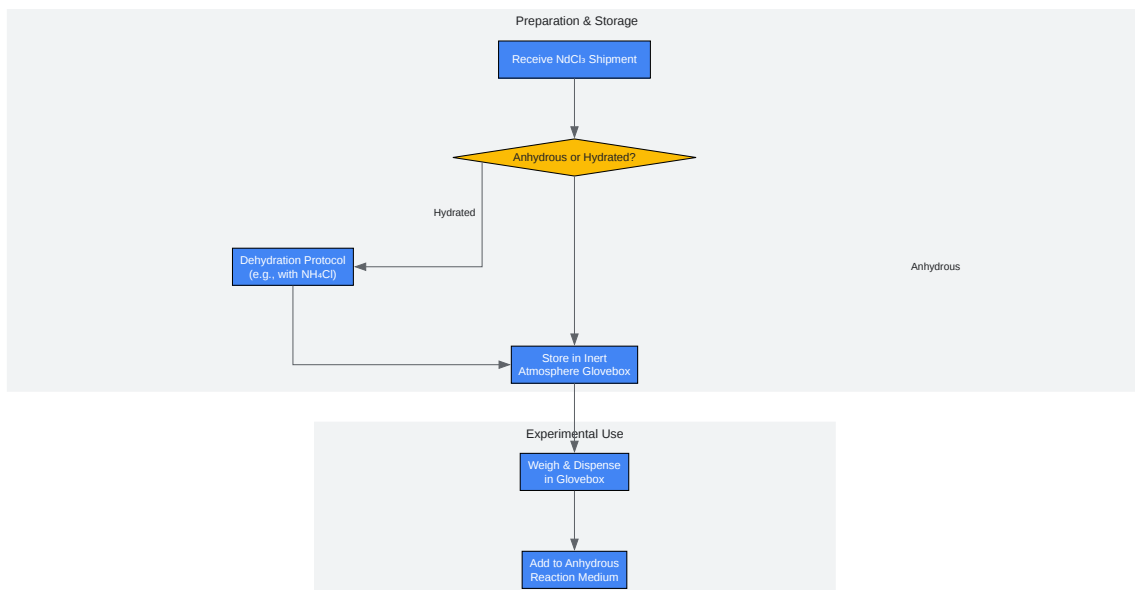 Preparation & Storage
Receive NdCl₃ Shipment
Anhydrous or Hydrated?
Hydrated
Dehydration Protocol
(e.g., with NH₄Cl)
Anhydrous
Store in Inert
Atmosphere Glovebox
Experimental Use
Weigh & Dispense
in Glovebox
Add to Anhydrous
Reaction Medium